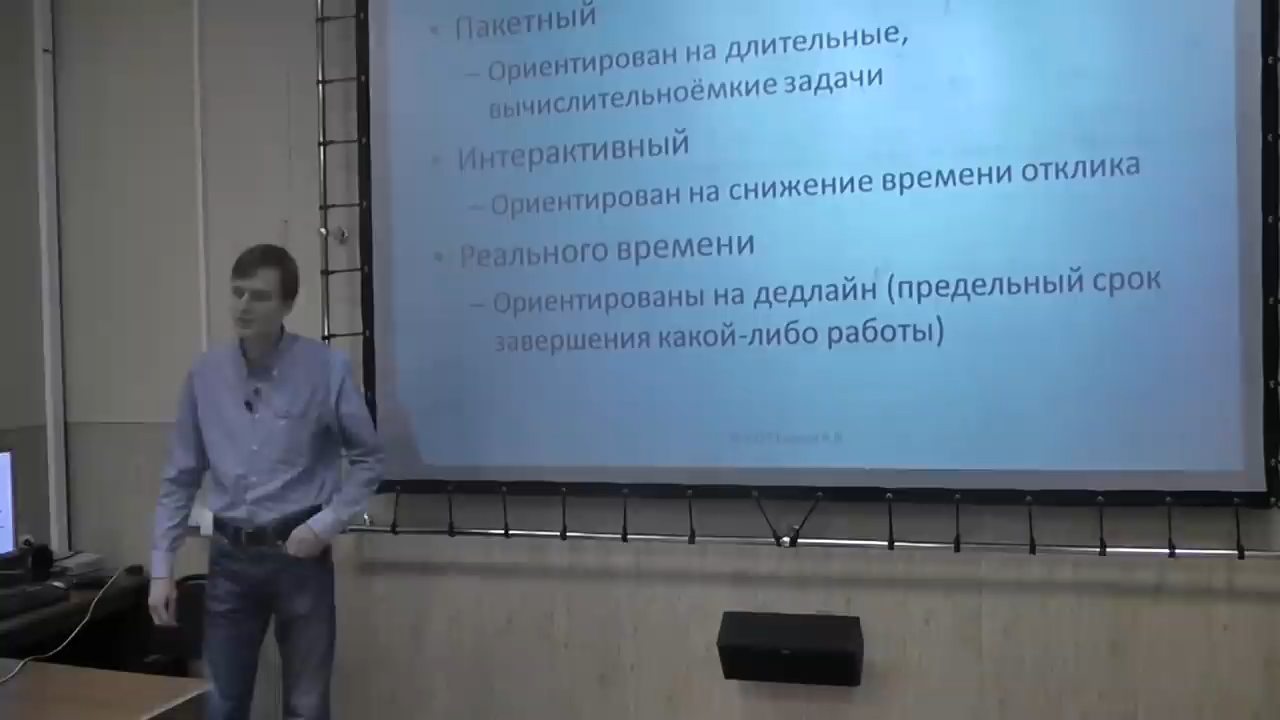 • Пакетный
– Ориентирован на длительные,
вычислительноёмкие задачи
• Интерактивный
– Ориентирован на снижение времени отклика
• Реального времени
– Ориентированы на дедлайн (предельный срок
завершения какой-либо работы)